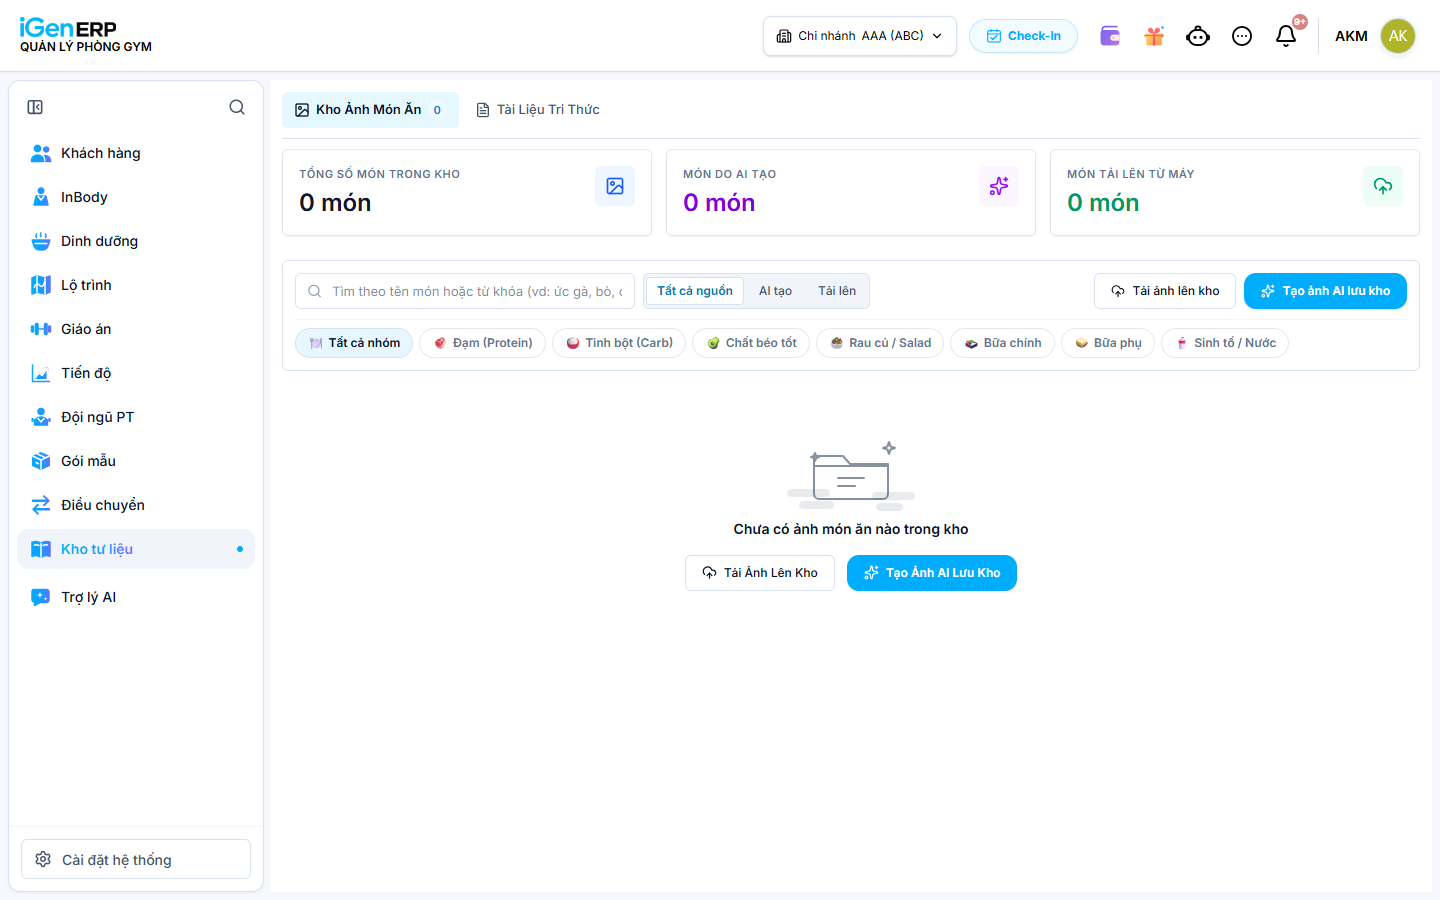 iGen ERP
QUẢN LÝ PHÒNG GYM
Chi nhánh AAA (ABC)
Check-In
9+
AKM
AK
Khách hàng
InBody
Dinh dưỡng
Lộ trình
Giáo án
Tiến độ
Đội ngũ PT
Gói mẫu
Điều chuyển
Kho tư liệu
Trợ lý AI
Cài đặt hệ thống
Kho Ảnh Món Ăn 0
Tài Liệu Tri Thức
TỔNG SỐ MÓN TRONG KHO
0 món
MÓN DO AI TẠO
0 món
MÓN TẢI LÊN TỪ MÁY
0 món
Tìm theo tên món hoặc từ khóa (vd: ức gà, bò, c
Tất cả nguồn
AI tạo
Tải lên
Tải ảnh lên kho
Tạo ảnh AI lưu kho
Tất cả nhóm
Đạm (Protein)
Tinh bột (Carb)
Chất béo tốt
Rau củ / Salad
Bữa chính
Bữa phụ
Sinh tố / Nước
Chưa có ảnh món ăn nào trong kho
Tải Ảnh Lên Kho
Tạo Ảnh AI Lưu Kho